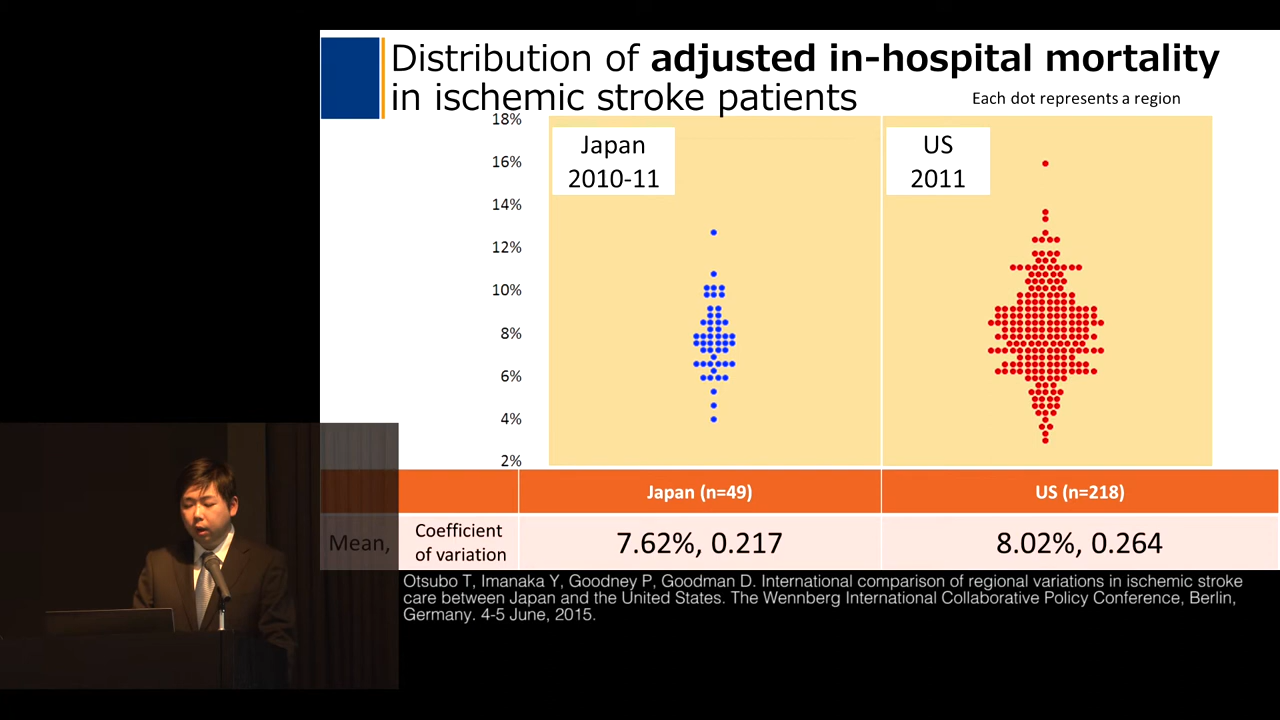 Distribution of adjusted in-hospital mortality
in ischemic stroke patients
Each dot represents a region
18%
16%
14%
12%
10%
8%
6%
4%
2%
Japan
2010-11
US
2011
Japan (n=49)
US (n=218)
Mean,
Coefficient
of variation
7.62%, 0.217
8.02%, 0.264
Otsubo T, Imanaka Y, Goodney P, Goodman D. International comparison of regional variations in ischemic stroke
care between Japan and the United States. The Wennberg International Collaborative Policy Conference, Berlin,
Germany. 4-5 June, 2015.